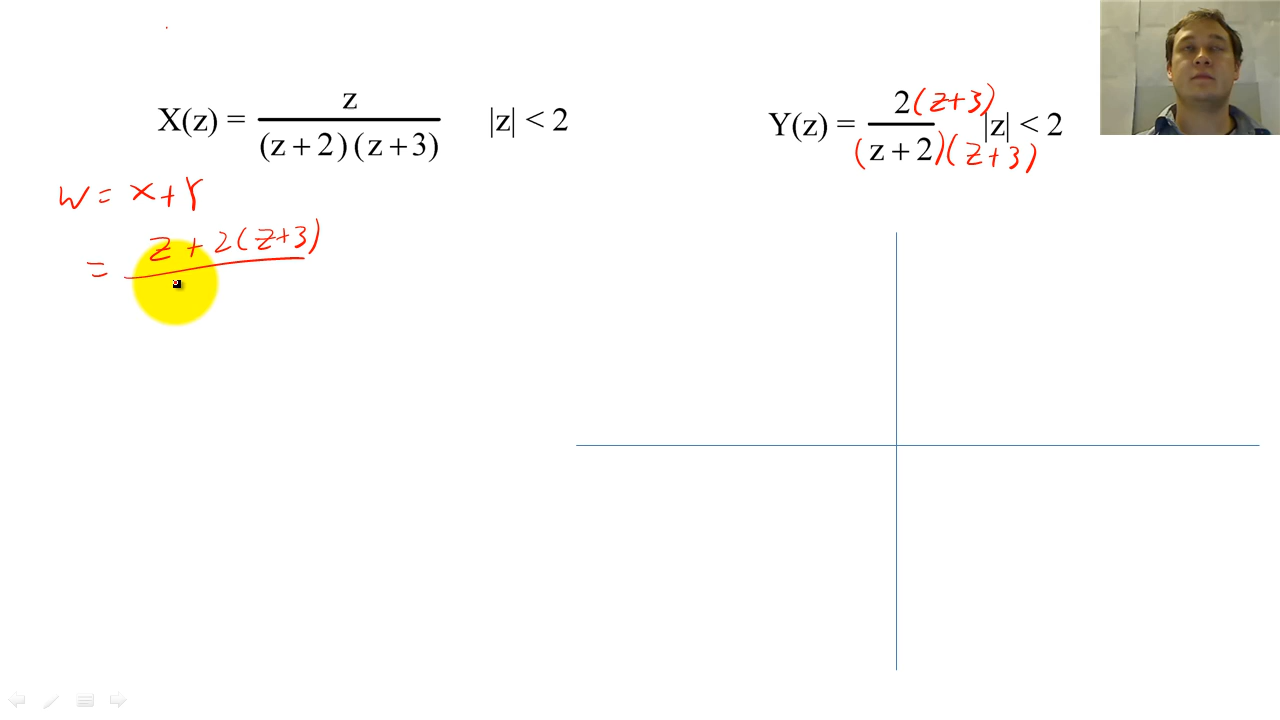 X(z) = z / ((z + 2)(z + 3)) |z| < 2
Y(z) = 2(z+3) / ((z + 2)(z+3)) |z| < 2
W = X + Y
= z + 2(z+3)